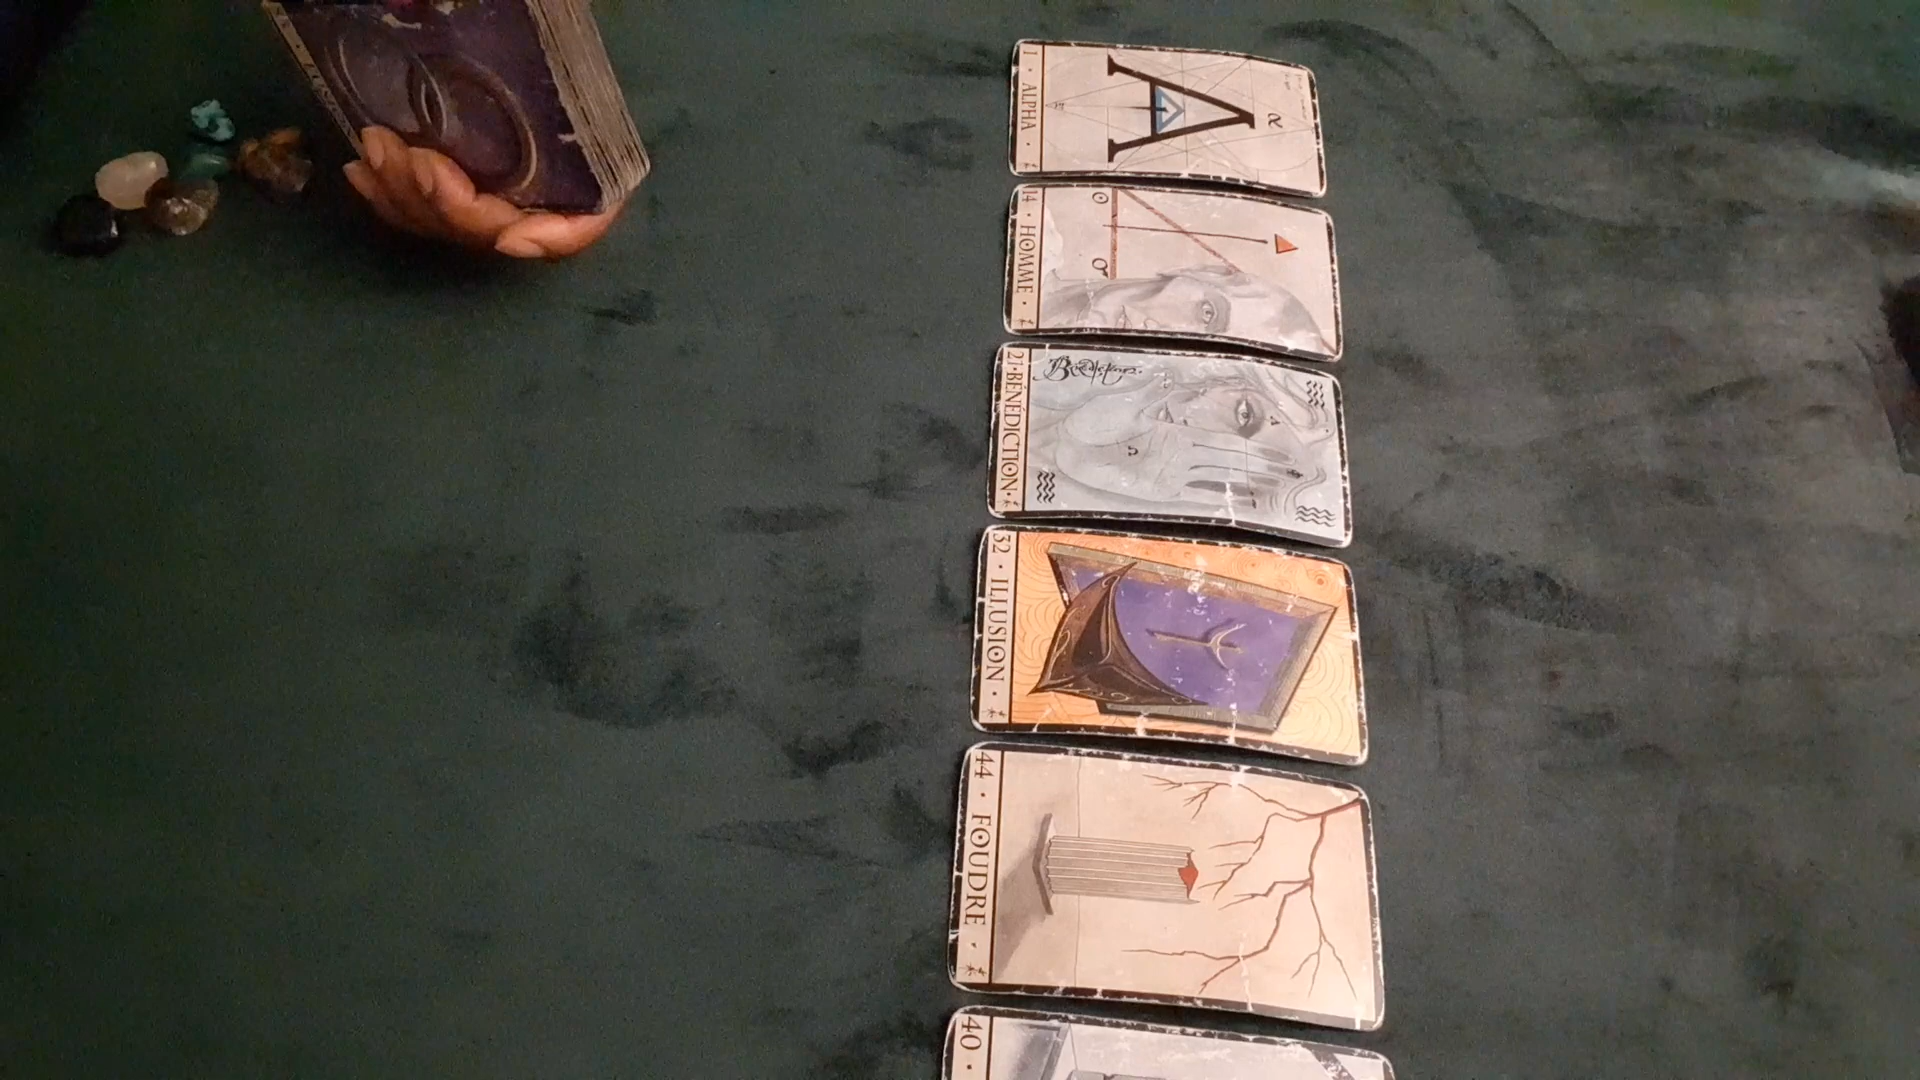 1 · ALPHA ·
A
α
14 · HOMME ·
27 · BÉNÉDICTION ·
32 · ILLUSION ·
44 · FOUDRE ·
40 ·